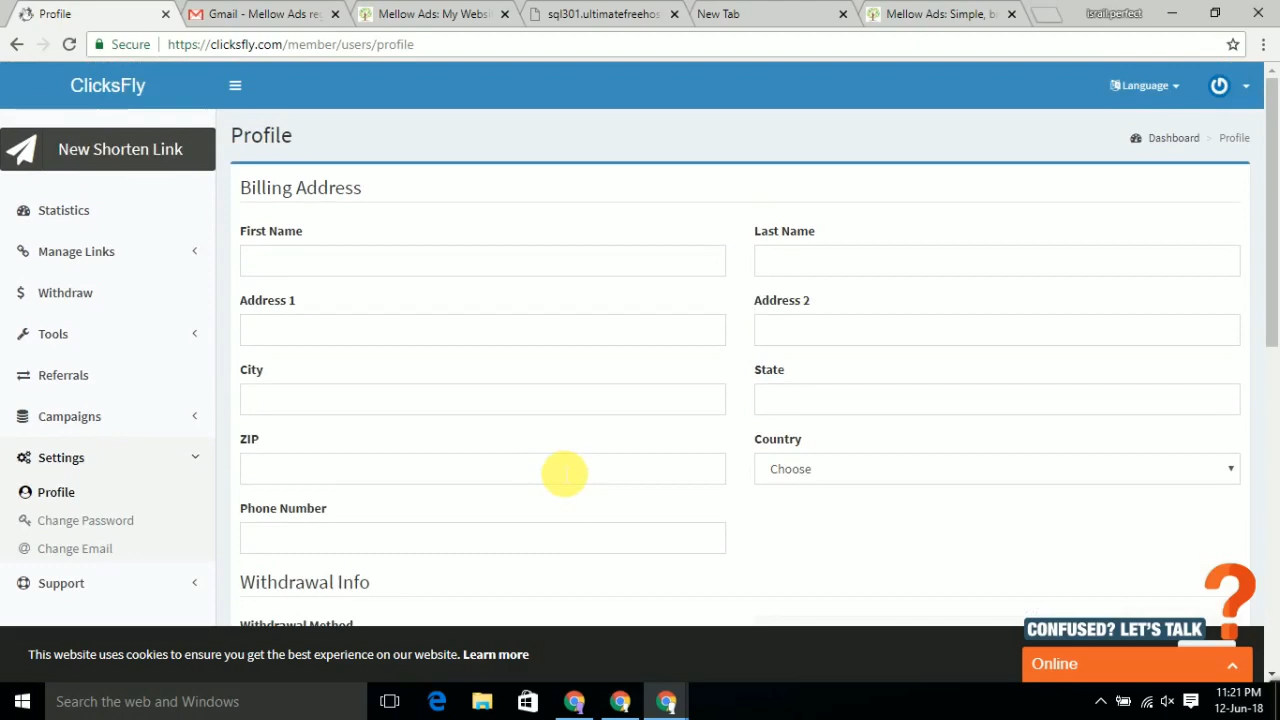 Profile
Gmail - Mellow Ads re
Mellow Ads: My Websi
sql301.ultimatefreehos
New Tab
Mellow Ads: Simple, b
Israil.perfect
Secure
https://clicksfly.com/member/users/profile
ClicksFly
Language
New Shorten Link
Profile
Dashboard > Profile
Statistics
Manage Links
Withdraw
Tools
Referrals
Campaigns
Settings
Profile
Change Password
Change Email
Support
Billing Address
First Name
Last Name
Address 1
Address 2
City
State
ZIP
Country
Choose
Phone Number
Withdrawal Info
Withdrawal Method
CONFUSED? LET'S TALK
?
Online
This website uses cookies to ensure you get the best experience on our website. Learn more
Search the web and Windows
11:21 PM
12-Jun-18